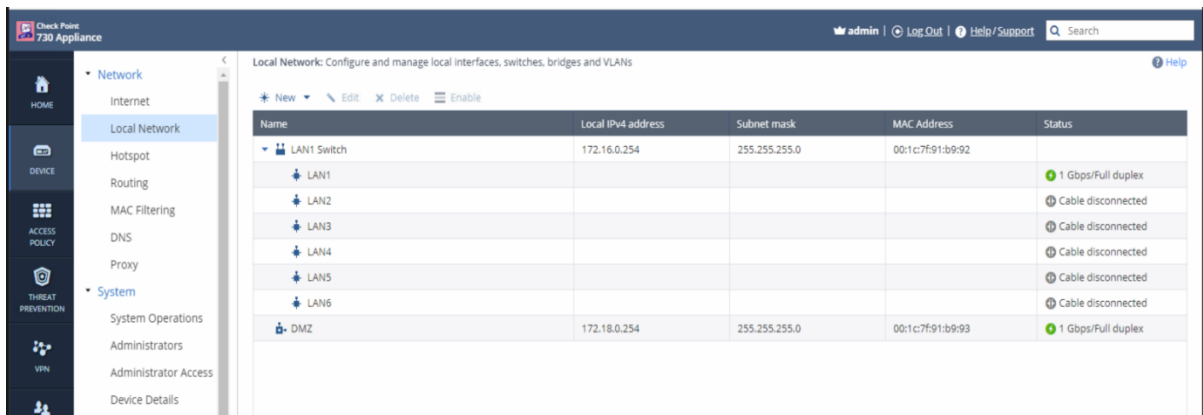 Check Point
730 Appliance
admin | Log Out | Help/Support Search
HOME
DEVICE
ACCESS
POLICY
THREAT
PREVENTION
VPN
Network
Internet
Local Network
Hotspot
Routing
MAC Filtering
DNS
Proxy
System
System Operations
Administrators
Administrator Access
Device Details
Local Network: Configure and manage local interfaces, switches, bridges and VLANs Help
New Edit Delete Enable
Name Local IPv4 address Subnet mask MAC Address Status
LAN1 Switch 172.16.0.254 255.255.255.0 00:1c:7f:91:b9:92
LAN1 1 Gbps/Full duplex
LAN2 Cable disconnected
LAN3 Cable disconnected
LAN4 Cable disconnected
LAN5 Cable disconnected
LAN6 Cable disconnected
DMZ 172.18.0.254 255.255.255.0 00:1c:7f:91:b9:93 1 Gbps/Full duplex